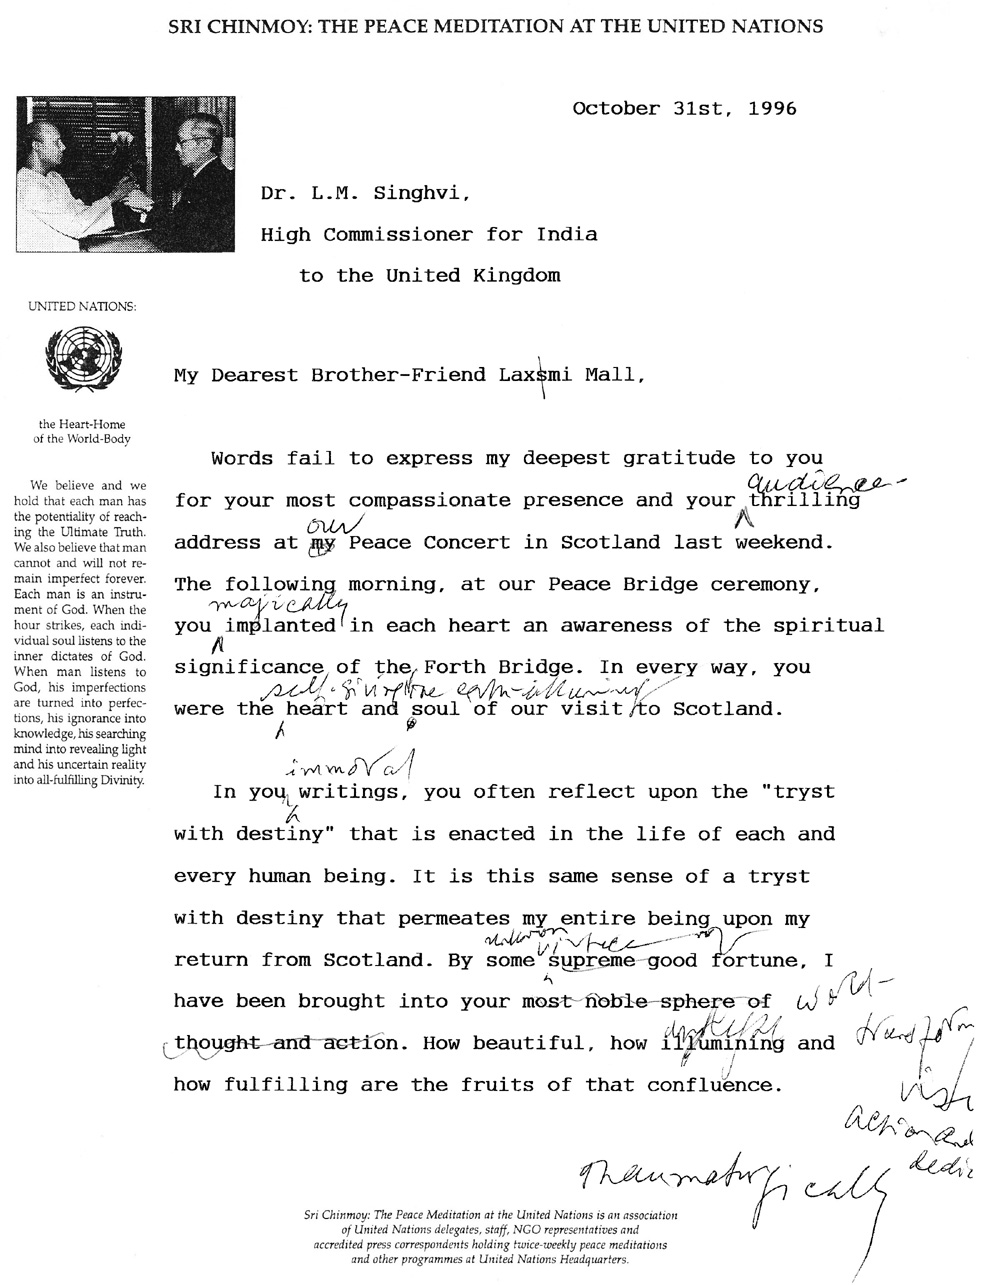 SRI CHINMOY: THE PEACE MEDITATION AT THE UNITED NATIONS
October 31st, 1996
Dr. L.M. Singhvi,
High Commissioner for India
to the United Kingdom
UNITED NATIONS:
the Heart-Home
of the World-Body
We believe and we
hold that each man has
the potentiality of reach-
ing the Ultimate Truth.
We also believe that man
cannot and will not re-
main imperfect forever.
Each man is an instru-
ment of God. When the
hour strikes, each indi-
vidual soul listens to the
inner dictates of God.
When man listens to
God, his imperfections
are turned into perfec-
tions, his ignorance into
knowledge, his searching
mind into revealing light
and his uncertain reality
into all-fulfilling Divinity.
My Dearest Brother-Friend Laxsmi Mall,
Words fail to express my deepest gratitude to you
audience-
for your most compassionate presence and your thrilling
our
address at my Peace Concert in Scotland last weekend.
The following morning, at our Peace Bridge ceremony,
magically
you implanted in each heart an awareness of the spiritual
significance of the Forth Bridge. In every way, you
self-giving the earth-illumining
were the heart and soul of our visit to Scotland.
immortal
In your writings, you often reflect upon the "tryst
with destiny" that is enacted in the life of each and
every human being. It is this same sense of a tryst
with destiny that permeates my entire being upon my
unknown virtue
return from Scotland. By some supreme good fortune, I
have been brought into your most noble sphere of
world-
thought and action. How beautiful, how illumining and
transform
how fulfilling are the fruits of that confluence.
action and
Thaumaturgically
Sri Chinmoy: The Peace Meditation at the United Nations is an association
of United Nations delegates, staff, NGO representatives and
accredited press correspondents holding twice-weekly peace meditations
and other programmes at United Nations Headquarters.